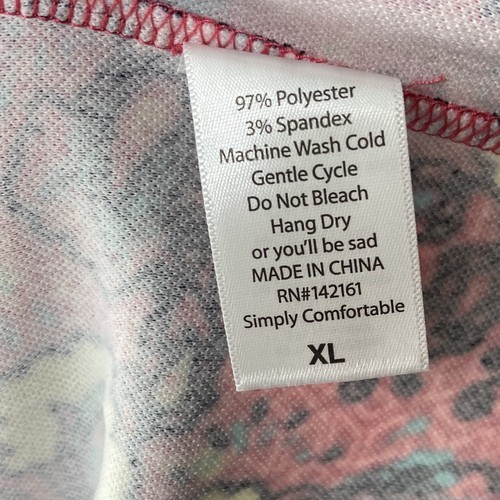 97% Polyester
3% Spandex
Machine Wash Cold
Gentle Cycle
Do Not Bleach
Hang Dry
or you'll be sad
MADE IN CHINA
RN#142161
Simply Comfortable
XL